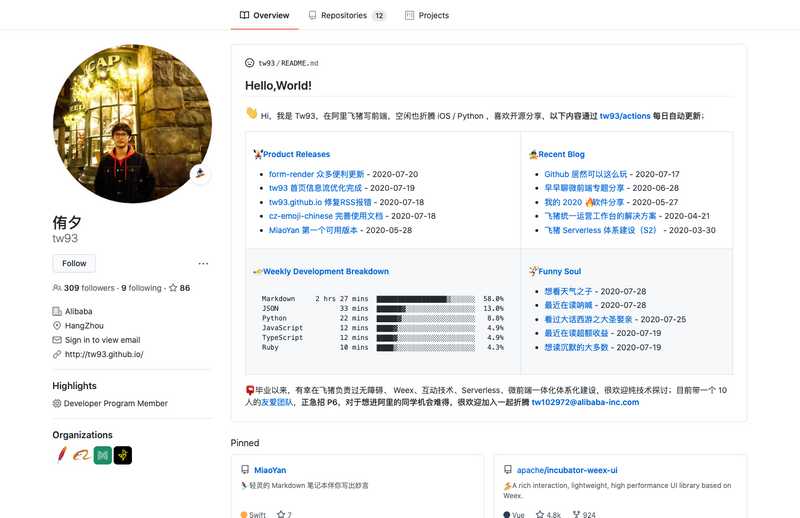 Overview
Repositories 12
Projects
tw93/README.md
Hello,World!
👋 Hi，我是 Tw93，在阿里飞猪写前端，空闲也折腾 iOS / Python ，喜欢开源分享，以下内容通过 tw93/actions 每日自动更新；
Product Releases
form-render 众多便利更新 - 2020-07-20
tw93 首页信息流优化完成 - 2020-07-19
tw93.github.io 修复RSS报错 - 2020-07-18
cz-emoji-chinese 完善使用文档 - 2020-07-18
MiaoYan 第一个可用版本 - 2020-05-28
Recent Blog
Github 居然可以这么玩 - 2020-07-17
早早聊微前端专题分享 - 2020-06-28
我的 2020 🔥软件分享 - 2020-05-27
飞猪统一运营工作台的解决方案 - 2020-04-21
飞猪 Serverless 体系建设（S2） - 2020-03-30
Weekly Development Breakdown
Markdown 2 hrs 27 mins 58.0%
JSON 33 mins 13.0%
Python 22 mins 8.8%
JavaScript 12 mins 4.9%
TypeScript 12 mins 4.9%
Ruby 10 mins 4.3%
Funny Soul
想看天气之子 - 2020-07-28
最近在读呐喊 - 2020-07-28
看过大话西游之大圣娶亲 - 2020-07-25
最近在读超额收益 - 2020-07-19
想读沉默的大多数 - 2020-07-19
📮毕业以来，有幸在飞猪负责过无障碍、 Weex、互动技术、Serverless、微前端一体化体系化建设，很欢迎纯技术探讨；目前带一个 10
人的友爱团队，正急招 P6，对于想进阿里的同学机会难得，很欢迎加入一起折腾 tw102972@alibaba-inc.com
CAP
侑夕
tw93
Follow
309 followers · 9 following · 86
Alibaba
HangZhou
Sign in to view email
http://tw93.github.io/
Highlights
Developer Program Member
Organizations
Pinned
MiaoYan
轻灵的 Markdown 笔记本伴你写出妙言
Swift 7
apache/incubator-weex-ui
A rich interaction, lightweight, high performance UI library based on
Weex.
Vue 4.8k 924